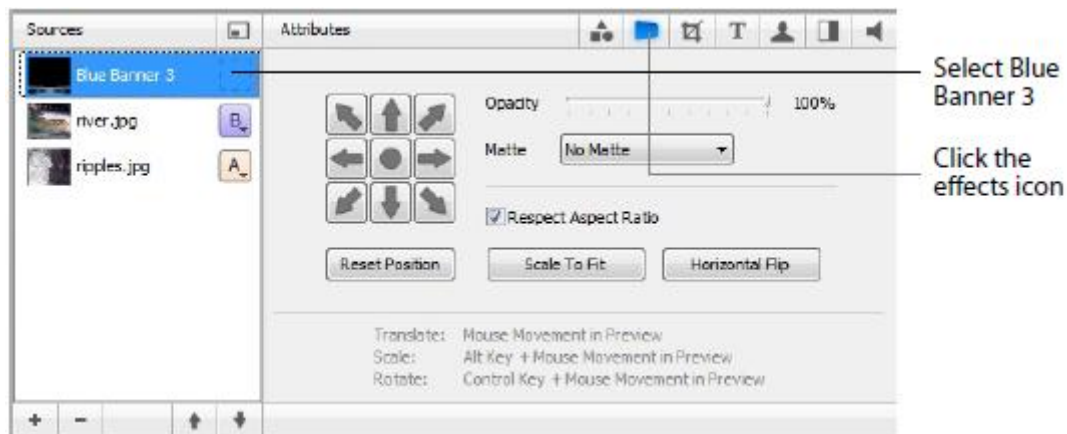 Sources
Attributes
T
Blue Banner 3
river.jpg
B
ripples.jpg
A
Opacity
100%
Matte
No Matte
Respect Aspect Ratio
Reset Position
Scale To Fit
Horizontal Flip
Translate: Mouse Movement in Preview
Scale: Alt Key + Mouse Movement in Preview
Rotate: Control Key + Mouse Movement in Preview
+ -
Select Blue
Banner 3
Click the
effects icon